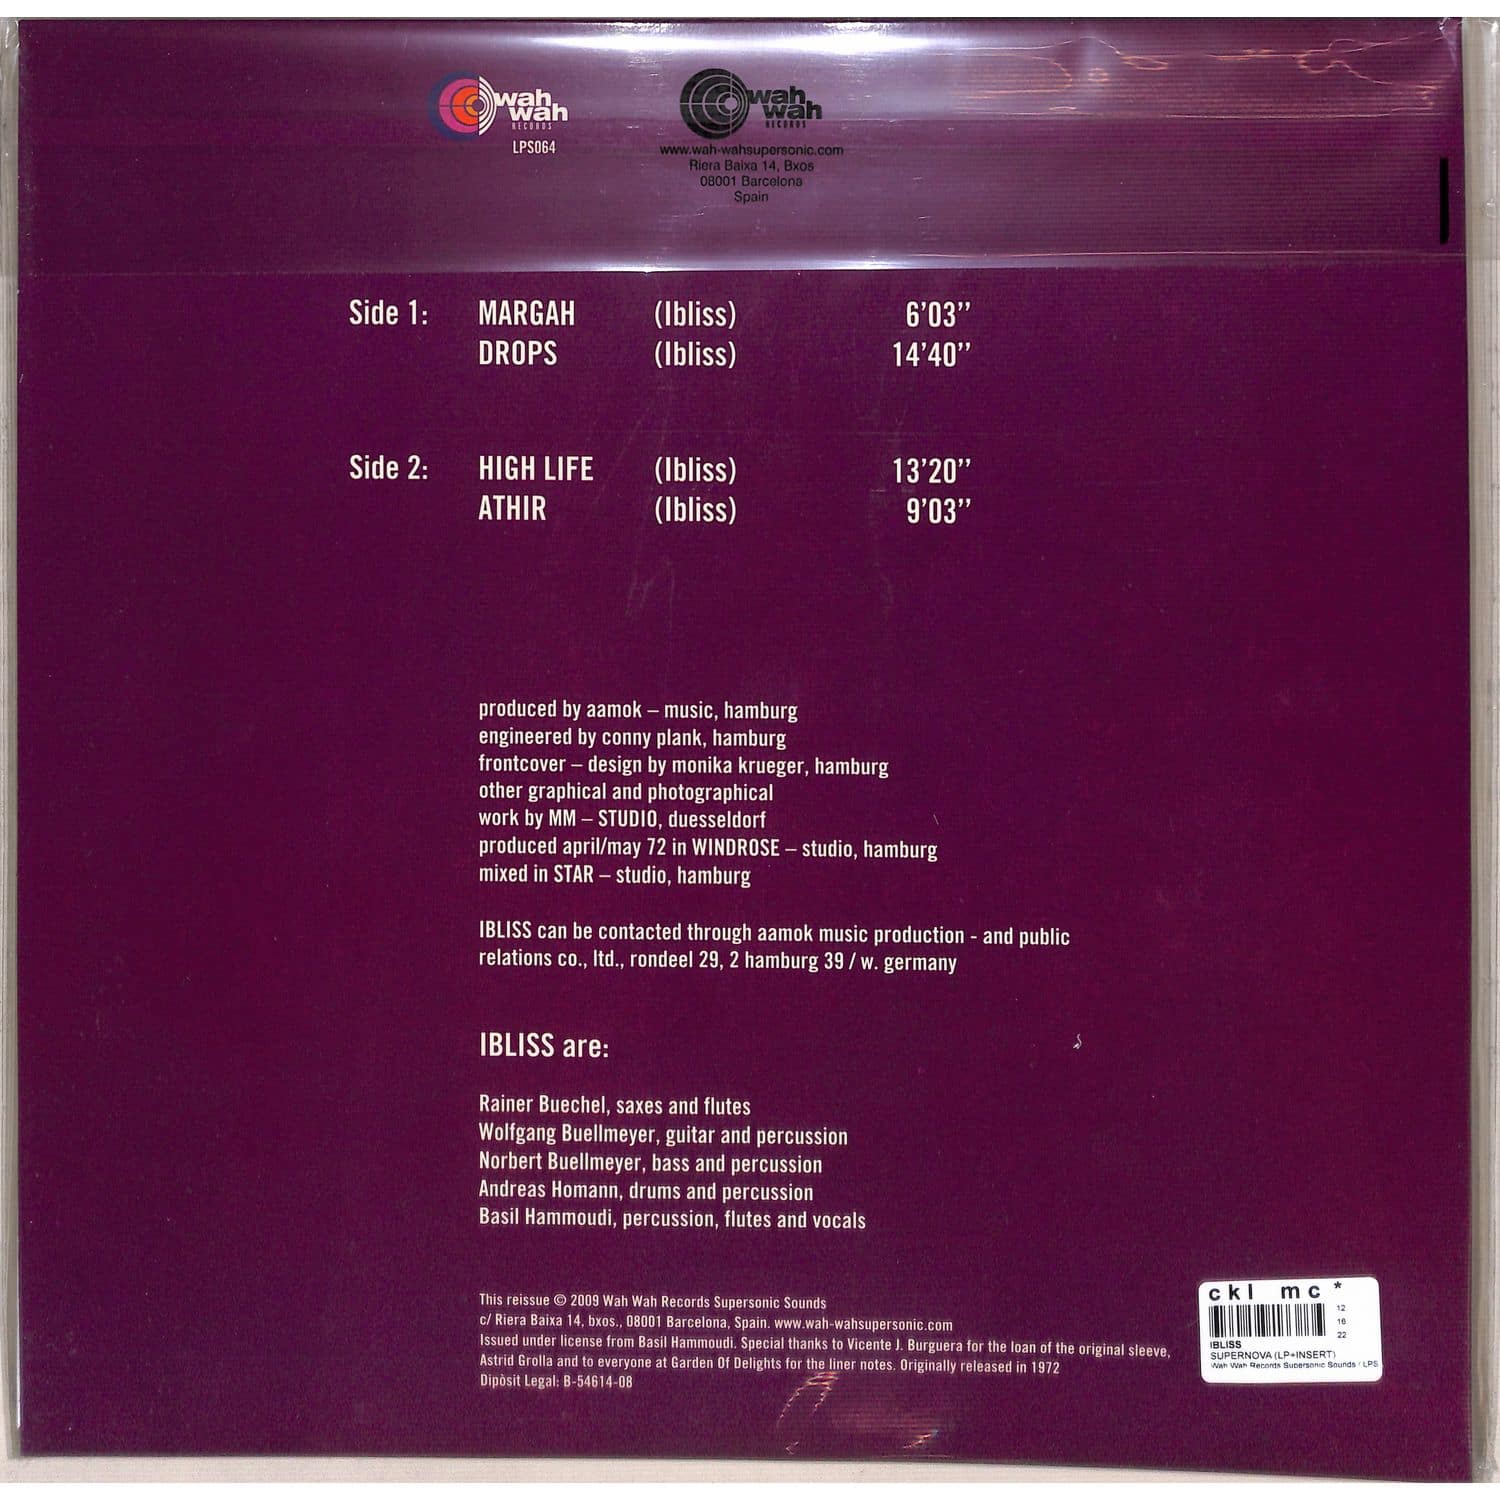 wah
wah
RECORDS
LPS064
wah
wah
RECORDS
www.wah-wahsupersonic.com
Riera Baixa 14, Bxos
08001 Barcelona
Spain
Side 1: MARGAH (Ibliss) 6'03’’
DROPS (Ibliss) 14'40’’
Side 2: HIGH LIFE (Ibliss) 13'20’’
ATHIR (Ibliss) 9'03’’
produced by aamok – music, hamburg
engineered by conny plank, hamburg
frontcover – design by monika krueger, hamburg
other graphical and photographical
work by MM – STUDIO, duesseldorf
produced april/may 72 in WINDROSE – studio, hamburg
mixed in STAR – studio, hamburg
IBLISS can be contacted through aamok music production - and public
relations co., ltd., rondeel 29, 2 hamburg 39 / w. germany
IBLISS are:
Rainer Buechel, saxes and flutes
Wolfgang Buellmeyer, guitar and percussion
Norbert Buellmeyer, bass and percussion
Andreas Homann, drums and percussion
Basil Hammoudi, percussion, flutes and vocals
This reissue © 2009 Wah Wah Records Supersonic Sounds
c/ Riera Baixa 14, bxos., 08001 Barcelona, Spain. www.wah-wahsupersonic.com
Issued under license from Basil Hammoudi. Special thanks to Vicente J. Burguera for the loan of the original sleeve,
Astrid Grolla and to everyone at Garden Of Delights for the liner notes. Originally released in 1972
Dipòsit Legal: B-54614-08
ckl mc *
12
16
22
IBLISS
SUPERNOVA (LP+INSERT)
Wah Wah Records Supersonic Sounds / LPS